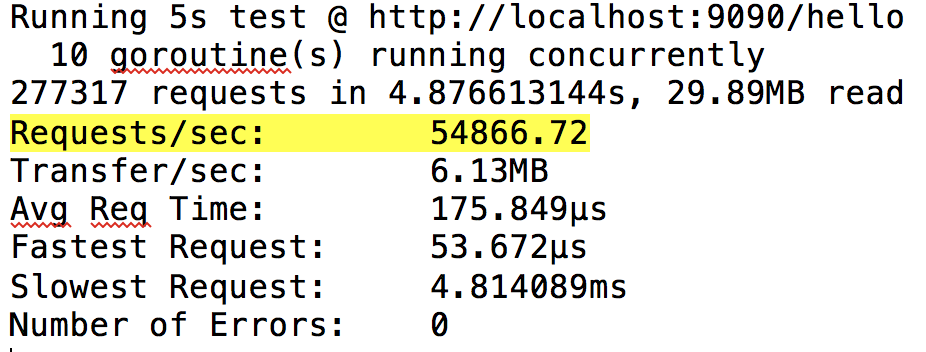 Running 5s test @ http://localhost:9090/hello
10 goroutine(s) running concurrently
277317 requests in 4.876613144s, 29.89MB read
Requests/sec: 54866.72
Transfer/sec: 6.13MB
Avg Req Time: 175.849µs
Fastest Request: 53.672µs
Slowest Request: 4.814089ms
Number of Errors: 0